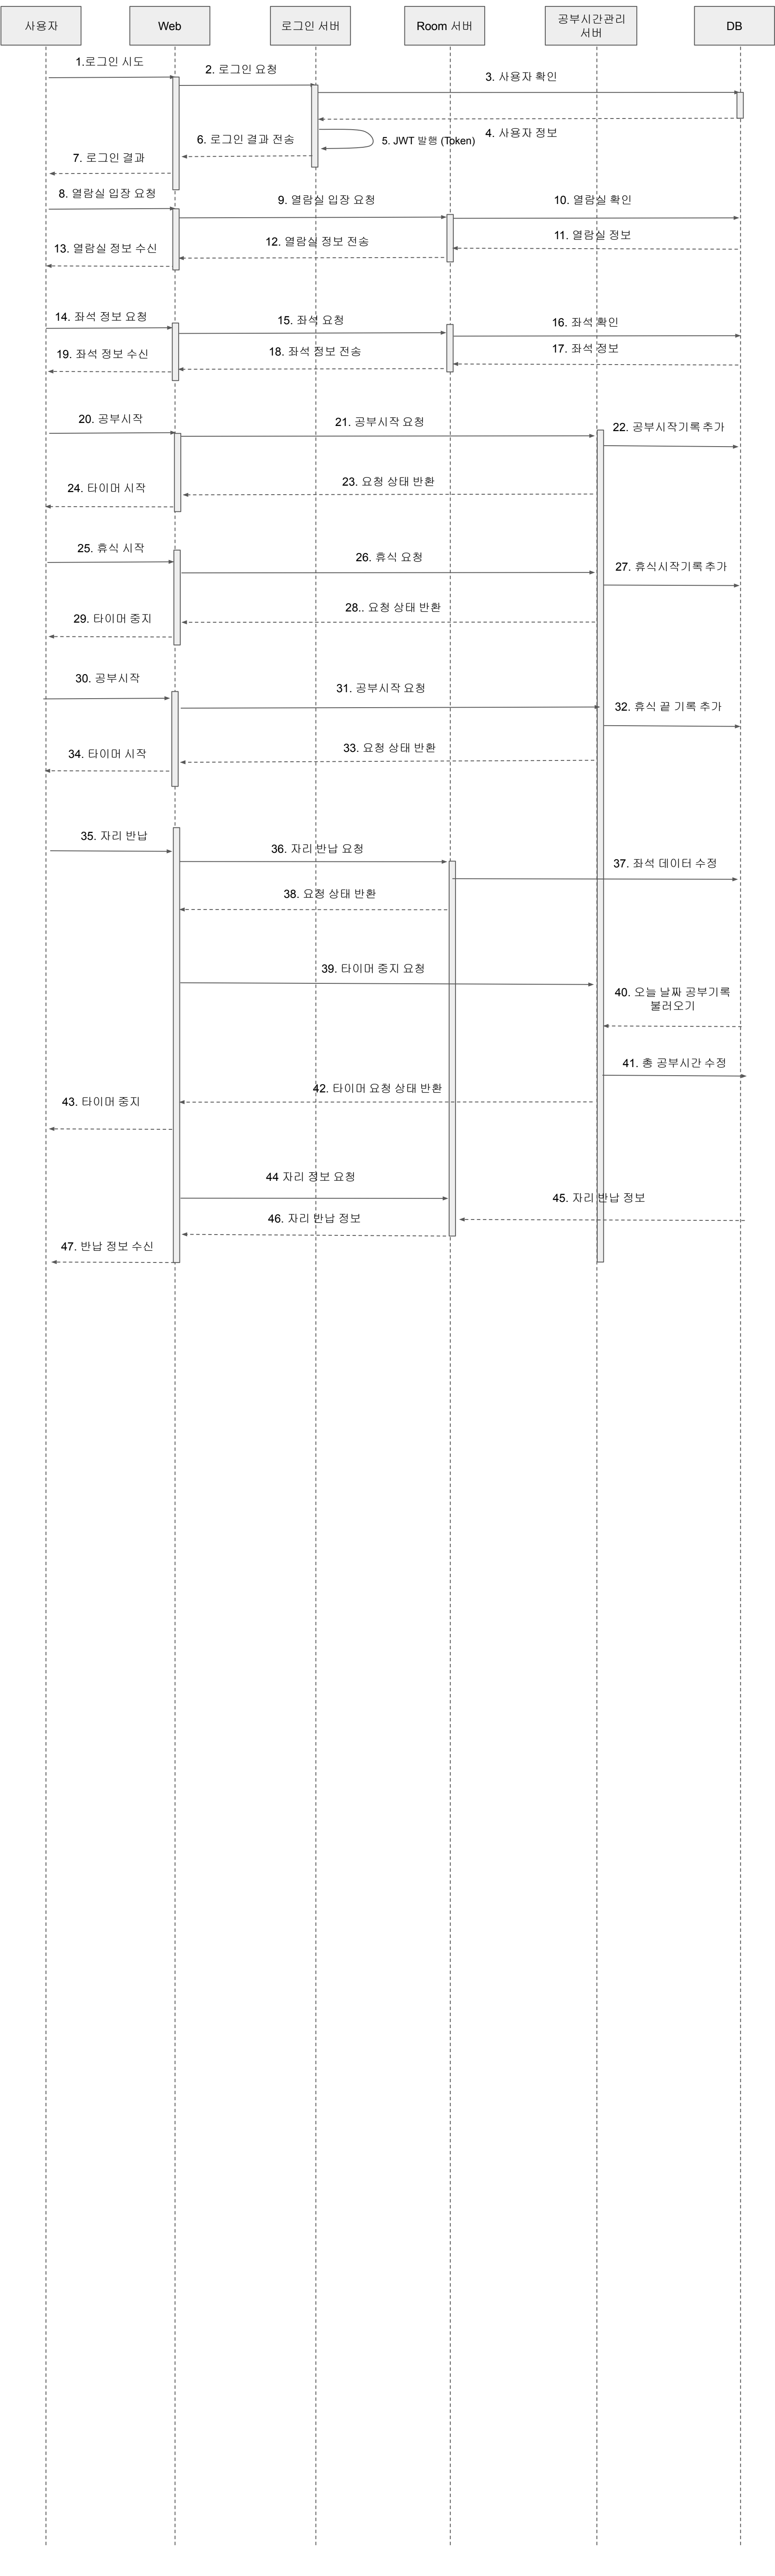 사용자
Web
로그인 서버
Room 서버
공부시간관리
서버
DB
1.로그인 시도
2. 로그인 요청
3. 사용자 확인
4. 사용자 정보
5. JWT 발행 (Token)
6. 로그인 결과 전송
7. 로그인 결과
8. 열람실 입장 요청
9. 열람실 입장 요청
10. 열람실 확인
11. 열람실 정보
12. 열람실 정보 전송
13. 열람실 정보 수신
14. 좌석 정보 요청
15. 좌석 요청
16. 좌석 확인
17. 좌석 정보
18. 좌석 정보 전송
19. 좌석 정보 수신
20. 공부시작
21. 공부시작 요청
22. 공부시작기록 추가
23. 요청 상태 반환
24. 타이머 시작
25. 휴식 시작
26. 휴식 요청
27. 휴식시작기록 추가
28.. 요청 상태 반환
29. 타이머 중지
30. 공부시작
31. 공부시작 요청
32. 휴식 끝 기록 추가
33. 요청 상태 반환
34. 타이머 시작
35. 자리 반납
36. 자리 반납 요청
37. 좌석 데이터 수정
38. 요청 상태 반환
39. 타이머 중지 요청
40. 오늘 날짜 공부기록
불러오기
41. 총 공부시간 수정
42. 타이머 요청 상태 반환
43. 타이머 중지
44 자리 정보 요청
45. 자리 반납 정보
46. 자리 반납 정보
47. 반납 정보 수신